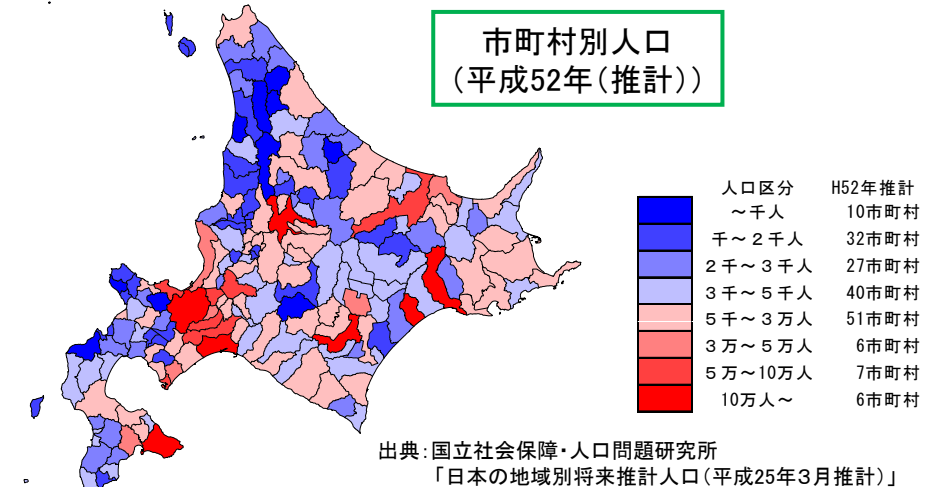 市町村別人口
（平成52年（推計））
人口区分 H52年推計
～千人 10市町村
千～2千人 32市町村
2千～3千人 27市町村
3千～5千人 40市町村
5千～3万人 51市町村
3万～5万人 6市町村
5万～10万人 7市町村
10万人～ 6市町村
出典：国立社会保障・人口問題研究所
「日本の地域別将来推計人口（平成25年3月推計）」